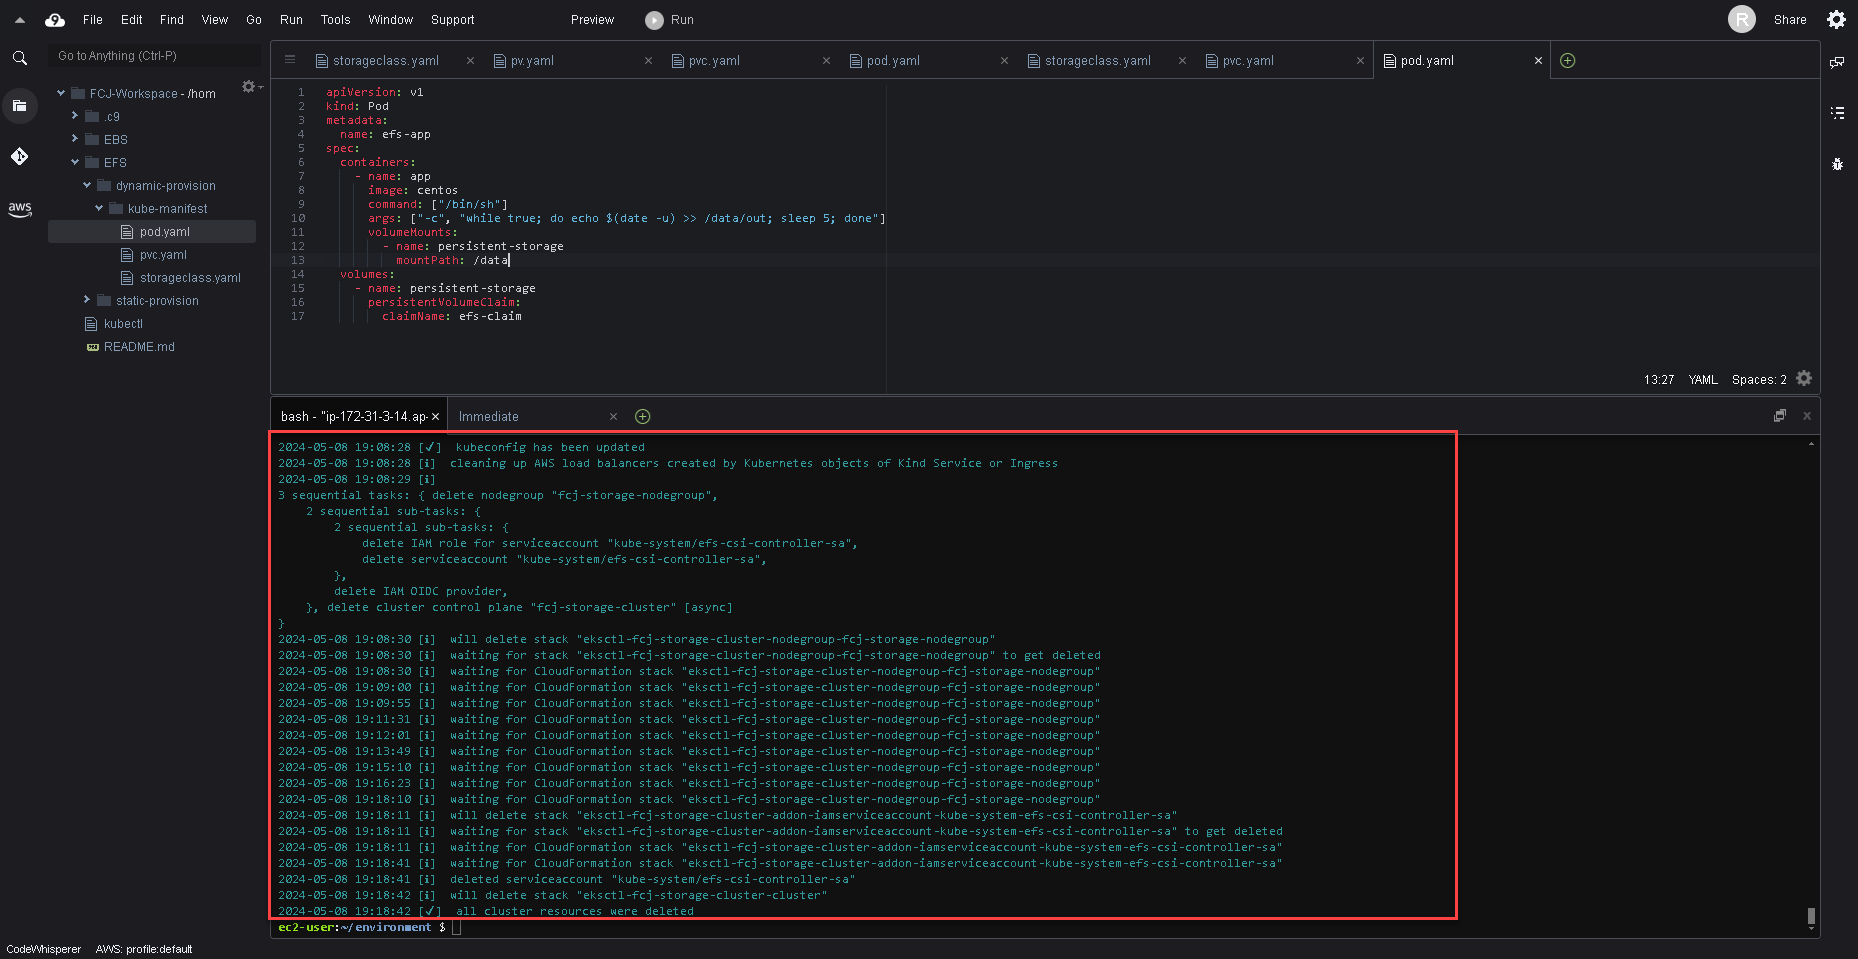 File Edit Find View Go Run Tools Window Support Preview Run R Share
Go to Anything (Ctrl-P)
storageclass.yaml pv.yaml pvc.yaml pod.yaml storageclass.yaml pvc.yaml pod.yaml
FCJ-Workspace - /hom
.c9
EBS
EFS
dynamic-provision
kube-manifest
pod.yaml
pvc.yaml
storageclass.yaml
static-provision
kubectl
README.md
aws
1 apiVersion: v1
2 kind: Pod
3 metadata:
4 name: efs-app
5 spec:
6 containers:
7 - name: app
8 image: centos
9 command: ["/bin/sh"]
10 args: ["-c", "while true; do echo $(date -u) >> /data/out; sleep 5; done"]
11 volumeMounts:
12 - name: persistent-storage
13 mountPath: /data
14 volumes:
15 - name: persistent-storage
16 persistentVolumeClaim:
17 claimName: efs-claim
13:27 YAML Spaces: 2
bash - "ip-172-31-3-14.ap- Immediate
2024-05-08 19:08:28 [✓] kubeconfig has been updated
2024-05-08 19:08:28 [i] cleaning up AWS load balancers created by Kubernetes objects of Kind Service or Ingress
2024-05-08 19:08:29 [i]
3 sequential tasks: { delete nodegroup "fcj-storage-nodegroup",
2 sequential sub-tasks: {
2 sequential sub-tasks: {
delete IAM role for serviceaccount "kube-system/efs-csi-controller-sa",
delete serviceaccount "kube-system/efs-csi-controller-sa",
},
delete IAM OIDC provider,
}, delete cluster control plane "fcj-storage-cluster" [async]
}
2024-05-08 19:08:30 [i] will delete stack "eksctl-fcj-storage-cluster-nodegroup-fcj-storage-nodegroup"
2024-05-08 19:08:30 [i] waiting for stack "eksctl-fcj-storage-cluster-nodegroup-fcj-storage-nodegroup" to get deleted
2024-05-08 19:08:30 [i] waiting for CloudFormation stack "eksctl-fcj-storage-cluster-nodegroup-fcj-storage-nodegroup"
2024-05-08 19:09:00 [i] waiting for CloudFormation stack "eksctl-fcj-storage-cluster-nodegroup-fcj-storage-nodegroup"
2024-05-08 19:09:55 [i] waiting for CloudFormation stack "eksctl-fcj-storage-cluster-nodegroup-fcj-storage-nodegroup"
2024-05-08 19:11:31 [i] waiting for CloudFormation stack "eksctl-fcj-storage-cluster-nodegroup-fcj-storage-nodegroup"
2024-05-08 19:12:01 [i] waiting for CloudFormation stack "eksctl-fcj-storage-cluster-nodegroup-fcj-storage-nodegroup"
2024-05-08 19:13:49 [i] waiting for CloudFormation stack "eksctl-fcj-storage-cluster-nodegroup-fcj-storage-nodegroup"
2024-05-08 19:15:10 [i] waiting for CloudFormation stack "eksctl-fcj-storage-cluster-nodegroup-fcj-storage-nodegroup"
2024-05-08 19:16:23 [i] waiting for CloudFormation stack "eksctl-fcj-storage-cluster-nodegroup-fcj-storage-nodegroup"
2024-05-08 19:18:10 [i] waiting for CloudFormation stack "eksctl-fcj-storage-cluster-nodegroup-fcj-storage-nodegroup"
2024-05-08 19:18:11 [i] will delete stack "eksctl-fcj-storage-cluster-addon-iamserviceaccount-kube-system-efs-csi-controller-sa"
2024-05-08 19:18:11 [i] waiting for stack "eksctl-fcj-storage-cluster-addon-iamserviceaccount-kube-system-efs-csi-controller-sa" to get deleted
2024-05-08 19:18:11 [i] waiting for CloudFormation stack "eksctl-fcj-storage-cluster-addon-iamserviceaccount-kube-system-efs-csi-controller-sa"
2024-05-08 19:18:41 [i] waiting for CloudFormation stack "eksctl-fcj-storage-cluster-addon-iamserviceaccount-kube-system-efs-csi-controller-sa"
2024-05-08 19:18:41 [i] deleted serviceaccount "kube-system/efs-csi-controller-sa"
2024-05-08 19:18:42 [i] will delete stack "eksctl-fcj-storage-cluster-cluster"
2024-05-08 19:18:42 [✓] all cluster resources were deleted
ec2-user:~/environment $
CodeWhisperer AWS: profile:default